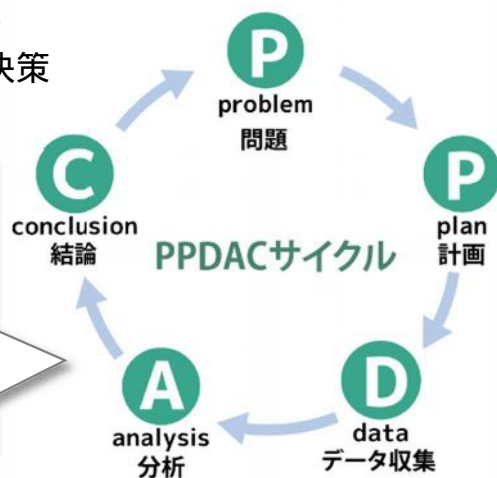 決策
P
problem
問題
P
plan
計画
D
data
データ収集
A
analysis
分析
C
conclusion
結論
PPDACサイクル